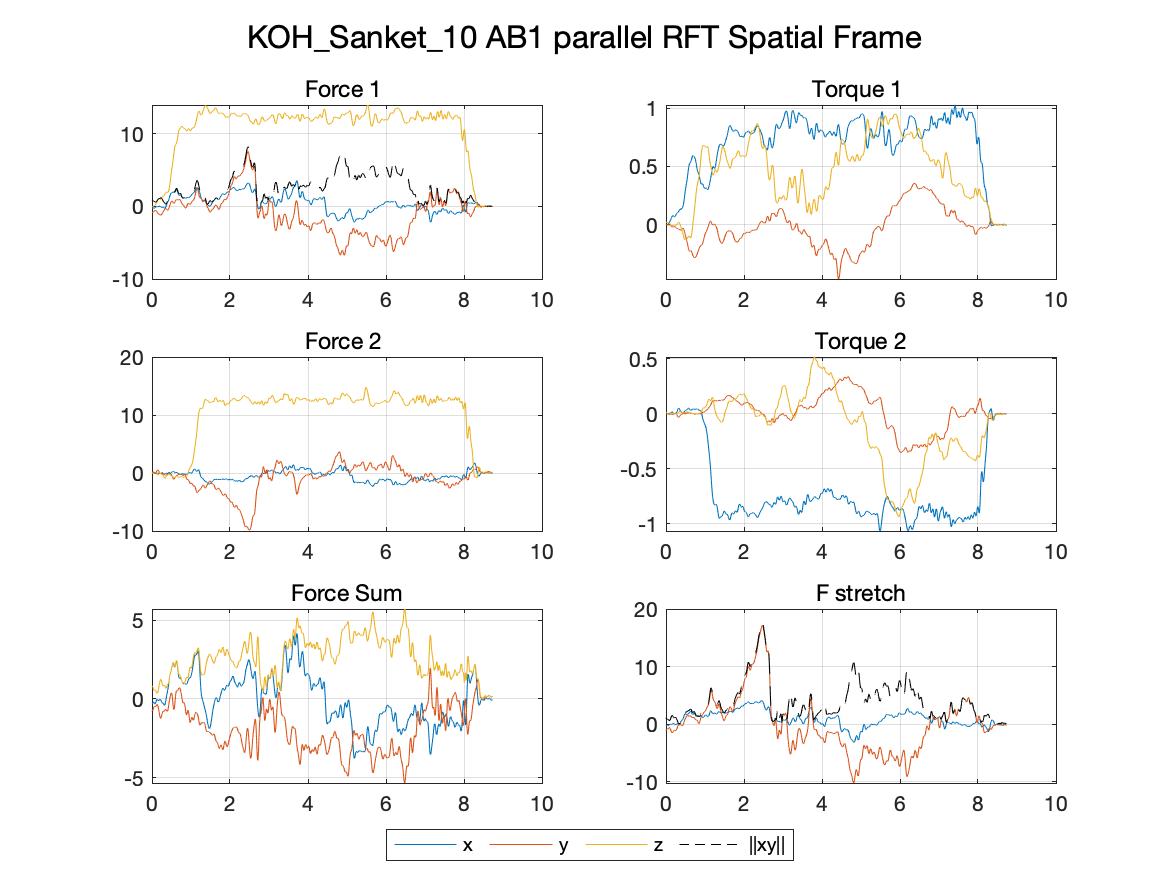 KOH_Sanket_10 AB1 parallel RFT Spatial Frame
Force 1
10
0
-10
0 2 4 6 8 10
Torque 1
1
0.5
0
0 2 4 6 8 10
Force 2
20
10
0
-10
0 2 4 6 8 10
Torque 2
0.5
0
-0.5
-1
0 2 4 6 8 10
Force Sum
5
0
-5
0 2 4 6 8 10
F stretch
20
10
0
-10
0 2 4 6 8 10
x y z ||xy||